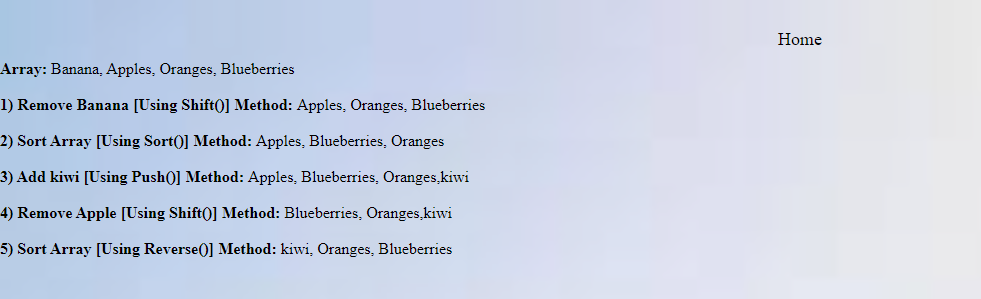 Home
Array: Banana, Apples, Oranges, Blueberries
1) Remove Banana [Using Shift()] Method: Apples, Oranges, Blueberries
2) Sort Array [Using Sort()] Method: Apples, Blueberries, Oranges
3) Add kiwi [Using Push()] Method: Apples, Blueberries, Oranges,kiwi
4) Remove Apple [Using Shift()] Method: Blueberries, Oranges,kiwi
5) Sort Array [Using Reverse()] Method: kiwi, Oranges, Blueberries